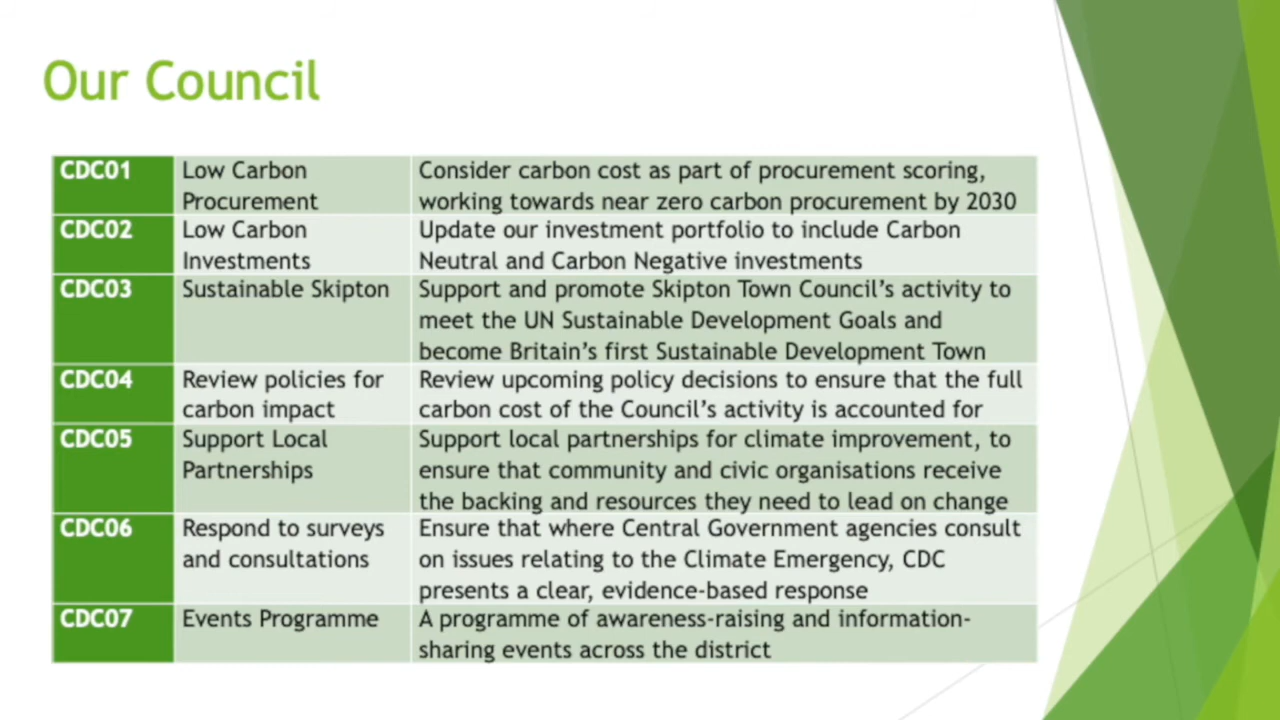 Our Council
CDC01 Low Carbon Consider carbon cost as part of procurement scoring,
Procurement working towards near zero carbon procurement by 2030
CDC02 Low Carbon Update our investment portfolio to include Carbon
Investments Neutral and Carbon Negative investments
CDC03 Sustainable Skipton Support and promote Skipton Town Council's activity to
meet the UN Sustainable Development Goals and
become Britain's first Sustainable Development Town
CDC04 Review policies for Review upcoming policy decisions to ensure that the full
carbon impact carbon cost of the Council's activity is accounted for
CDC05 Support Local Support local partnerships for climate improvement, to
Partnerships ensure that community and civic organisations receive
the backing and resources they need to lead on change
CDC06 Respond to surveys Ensure that where Central Government agencies consult
and consultations on issues relating to the Climate Emergency, CDC
presents a clear, evidence-based response
CDC07 Events Programme A programme of awareness-raising and information-
sharing events across the district